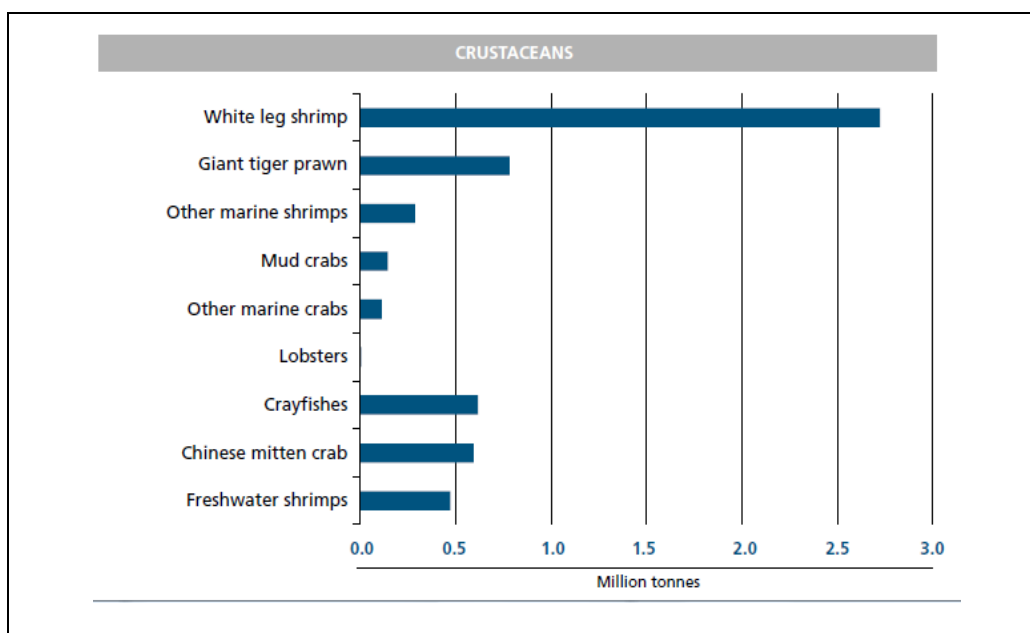 CRUSTACEANS
White leg shrimp
Giant tiger prawn
Other marine shrimps
Mud crabs
Other marine crabs
Lobsters
Crayfishes
Chinese mitten crab
Freshwater shrimps
0.0 0.5 1.0 1.5 2.0 2.5 3.0
Million tonnes